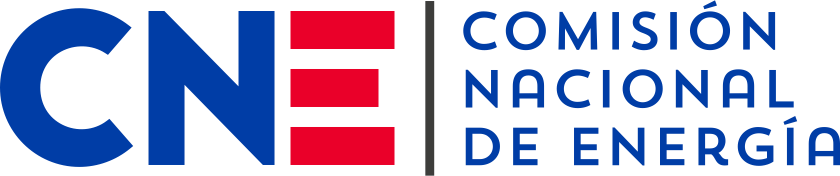 CNE
COMISIÓN
NACIONAL
DE ENERGÍA